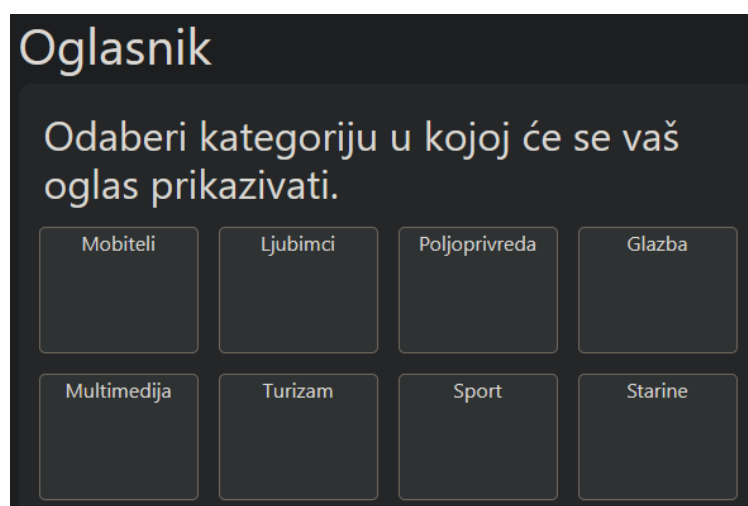 Oglasnik
Odaberi kategoriju u kojoj će se vaš
oglas prikazivati.
Mobiteli
Ljubimci
Poljoprivreda
Glazba
Multimedija
Turizam
Sport
Starine